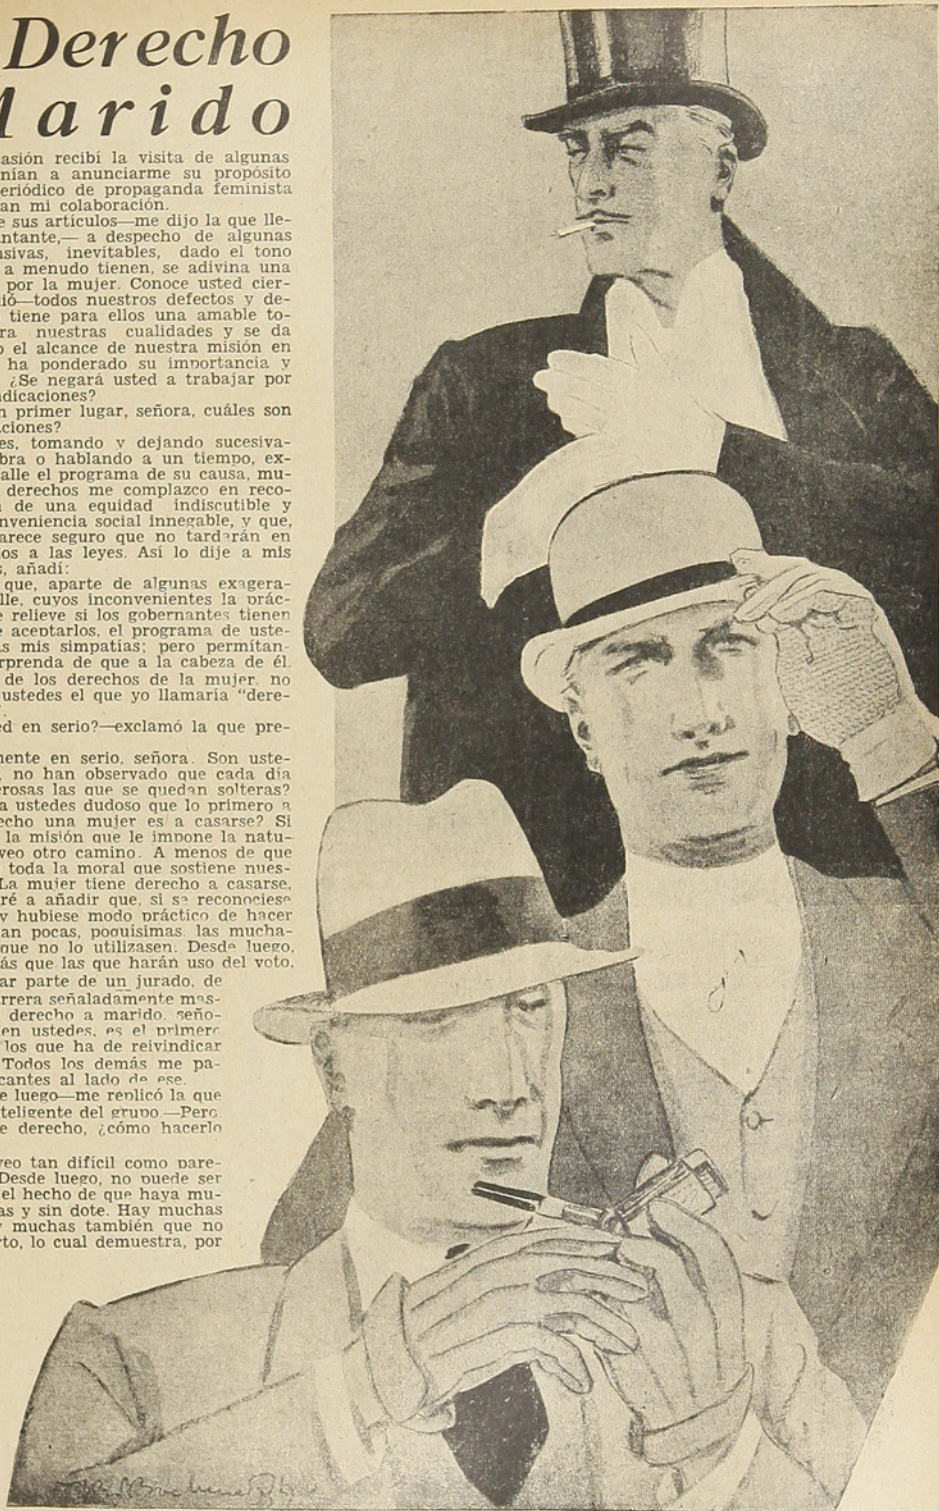 Derecho
arido
asión recibí la visita de algunas
nían a anunciarme su propósito
eriódico de propaganda feminista
an mi colaboración.
e sus artículos—me dijo la que lle-
ntante,— a despecho de algunas
nsivas, inevitables, dado el tono
a menudo tienen, se adivina una
por la mujer. Conoce usted cier-
dió—todos nuestros defectos y de-
tiene para ellos una amable to-
ra nuestras cualidades y se da
o el alcance de nuestra misión en
ha ponderado su importancia y
¿Se negará usted a trabajar por
ndicaciones?
n primer lugar, señora, cuáles son
ciones?
es, tomando y dejando sucesiva-
bra o hablando a un tiempo, ex-
alle el programa de su causa, mu-
derechos me complazco en reco-
de una equidad indiscutible y
nveniencia social innegable, y que,
arece seguro que no tardarán en
os a las leyes. Así lo dije a mis
s, añadí:
que, aparte de algunas exagera-
lle, cuyos inconvenientes la prác-
e relieve si los gobernantes tienen
e aceptarlos, el programa de uste-
s mis simpatías; pero permítan-
rprenda de que a la cabeza de él,
de los derechos de la mujer, no
ustedes el que yo llamaría "dere-
ed en serio?—exclamó la que pre-
mente en serio, señora. Son uste-
, no han observado que cada día
erosas las que se quedan solteras?
a ustedes dudoso que lo primero a
echo una mujer es a casarse? Si
la misión que le impone la natu-
veo otro camino. A menos de que
toda la moral que sostiene nues-
La mujer tiene derecho a casarse,
ré a añadir que, si se reconociese
y hubiese modo práctico de hacer
an pocas, poquísimas, las mucha-
que no lo utilizasen. Desde luego,
ás que las que harán uso del voto,
ar parte de un jurado, de
rrera señaladamente mas-
derecho a marido, seño-
en ustedes, es el primero
los que ha de reivindicar
Todos los demás me pa-
cantes al lado de ese.
e luego—me replicó la que
teligente del grupo.—Pero
e derecho, ¿cómo hacerlo
veo tan difícil como pare-
Desde luego, no puede ser
el hecho de que haya mu-
as y sin dote. Hay muchas
y muchas también que no
rto, lo cual demuestra, por